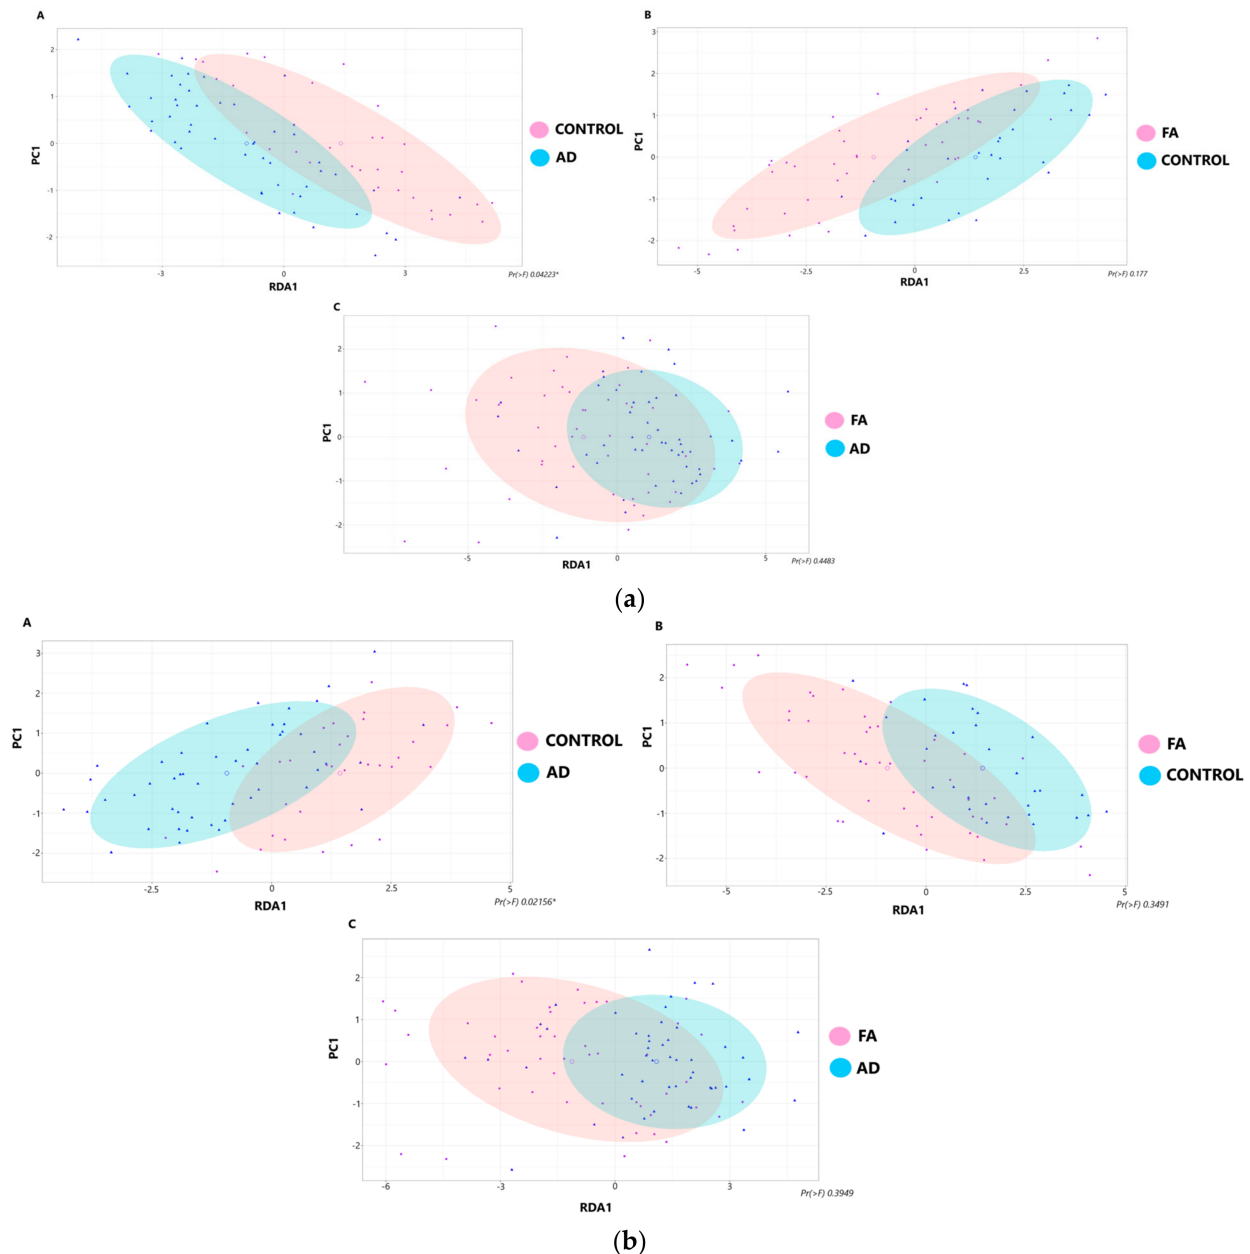 A
PC1
2
1
0
-1
-2
-3
0
3
RDA1
Pr(>F) 0.04223*
CONTROL
AD
B
PC1
3
2
1
0
-1
-2
-5
-2.5
0
2.5
RDA1
Pr(>F) 0.177
FA
CONTROL
C
PC1
2
1
0
-1
-2
-5
0
5
RDA1
Pr(>F) 0.4483
FA
AD
(a)
A
PC1
3
2
1
0
-1
-2
-2.5
0
2.5
5
RDA1
Pr(>F) 0.02156*
CONTROL
AD
B
PC1
2
1
0
-1
-2
-5
-2.5
0
2.5
5
RDA1
Pr(>F) 0.3491
FA
CONTROL
C
PC1
2
1
0
-1
-2
-6
-3
0
3
RDA1
Pr(>F) 0.3949
FA
AD
(b)